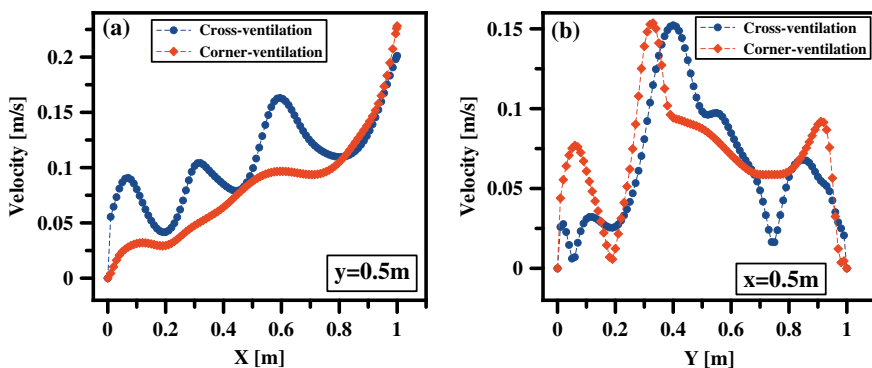 (a)
Cross-ventilation
Corner-ventilation
0.2
0.15
0.1
0.05
0
Velocity [m/s]
y=0.5m
0 0.2 0.4 0.6 0.8 1
X [m]
(b)
Cross-ventilation
Corner-ventilation
0.15
0.1
0.05
0
Velocity [m/s]
x=0.5m
0 0.2 0.4 0.6 0.8 1
Y [m]